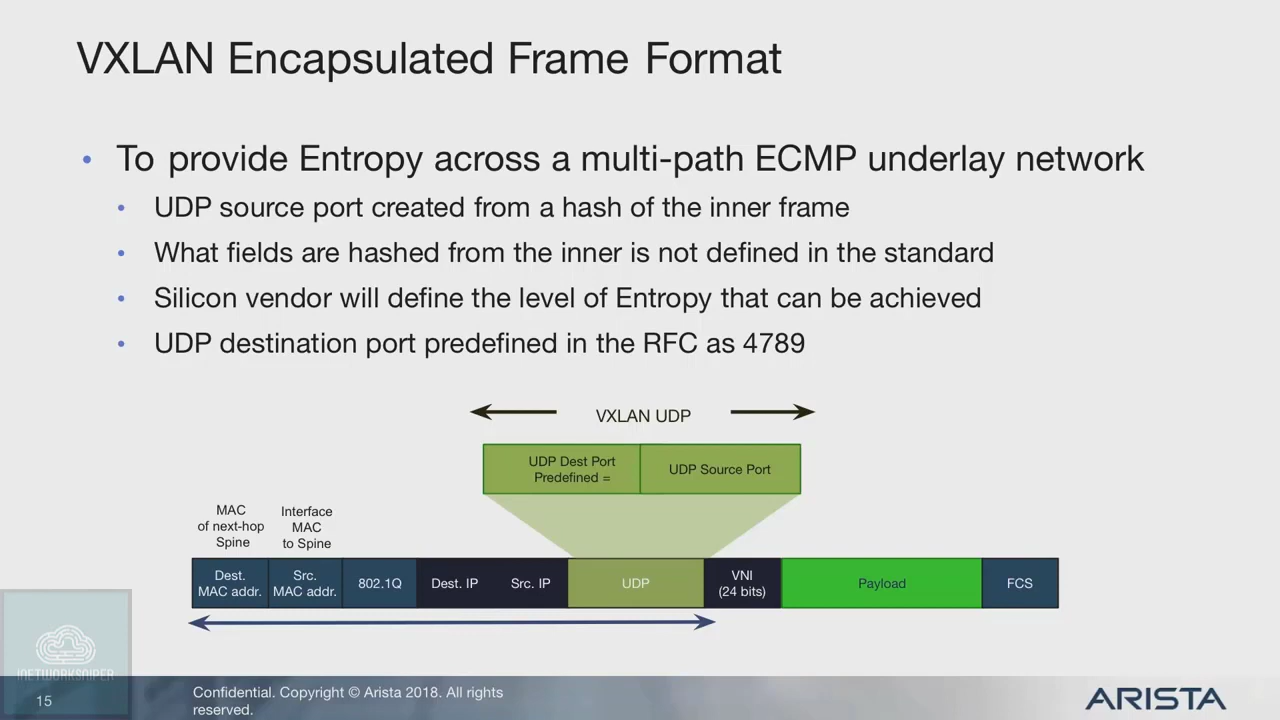 VXLAN Encapsulated Frame Format
• To provide Entropy across a multi-path ECMP underlay network
• UDP source port created from a hash of the inner frame
• What fields are hashed from the inner is not defined in the standard
• Silicon vendor will define the level of Entropy that can be achieved
• UDP destination port predefined in the RFC as 4789
VXLAN UDP
UDP Dest Port
Predefined =
UDP Source Port
MAC
of next-hop
Spine
Interface
MAC
to Spine
Dest.
MAC addr.
Src.
MAC addr.
802.1Q
Dest. IP
Src. IP
UDP
VNI
(24 bits)
Payload
FCS
INETWORKSNIPER
15
Confidential. Copyright © Arista 2018. All rights
reserved.
ARISTA